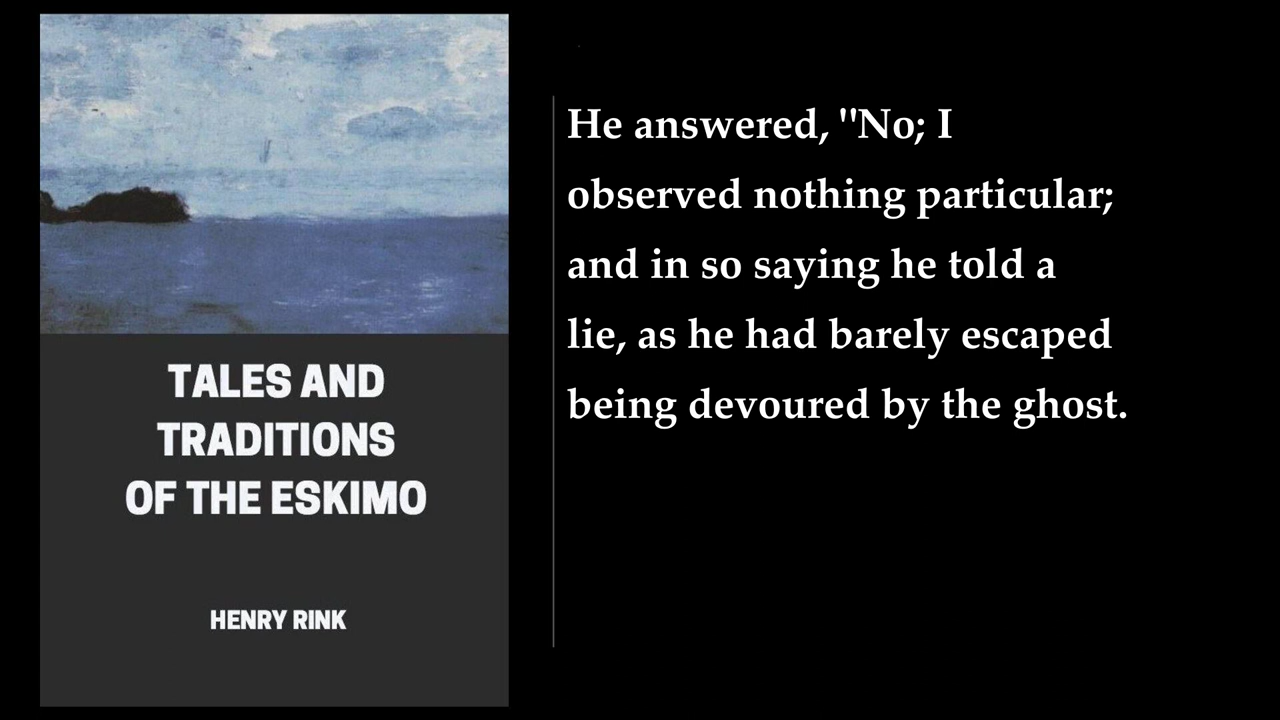 TALES AND
TRADITIONS
OF THE ESKIMO
HENRY RINK
He answered, "No; I
observed nothing particular;
and in so saying he told a
lie, as he had barely escaped
being devoured by the ghost.